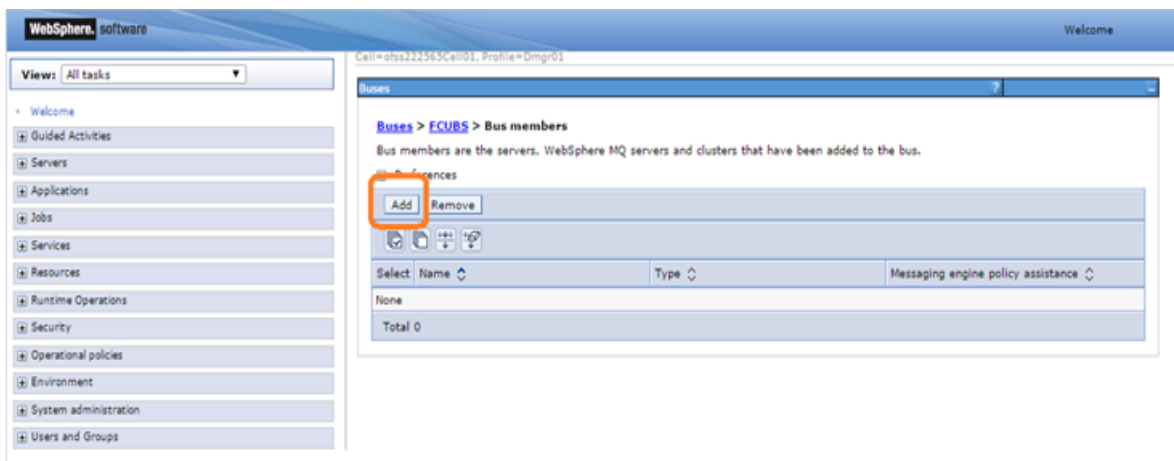 WebSphere. software
Welcome
View: All tasks
Cell=ofss222565Cell01, Profile=Dmgr01
Buses ?
Welcome
Guided Activities
Servers
Applications
Jobs
Services
Resources
Runtime Operations
Security
Operational policies
Environment
System administration
Users and Groups
Buses > FCUBS > Bus members
Bus members are the servers, WebSphere MQ servers and clusters that have been added to the bus.
Preferences
Add Remove
Select Name Type Messaging engine policy assistance
None
Total 0